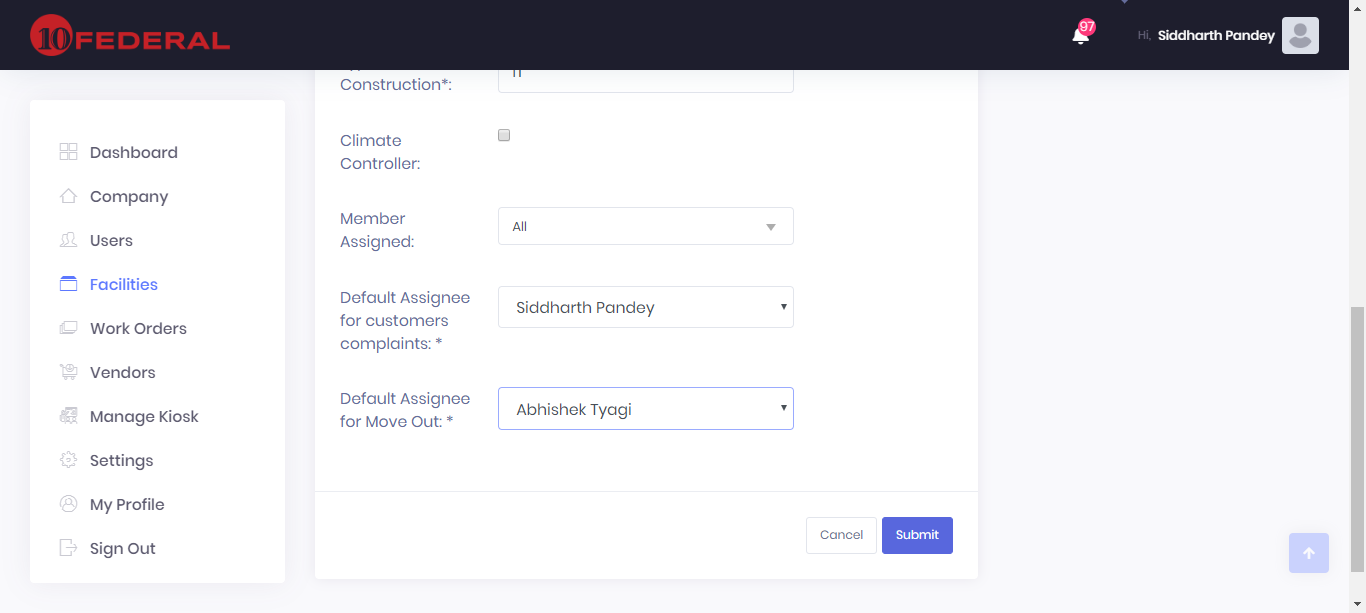 10 FEDERAL
97
Hi, Siddharth Pandey
Dashboard
Company
Users
Facilities
Work Orders
Vendors
Manage Kiosk
Settings
My Profile
Sign Out
Construction*:
Climate
Controller:
Member
Assigned:
All
Default Assignee
for customers
complaints: *
Siddharth Pandey
Default Assignee
for Move Out: *
Abhishek Tyagi
Cancel
Submit